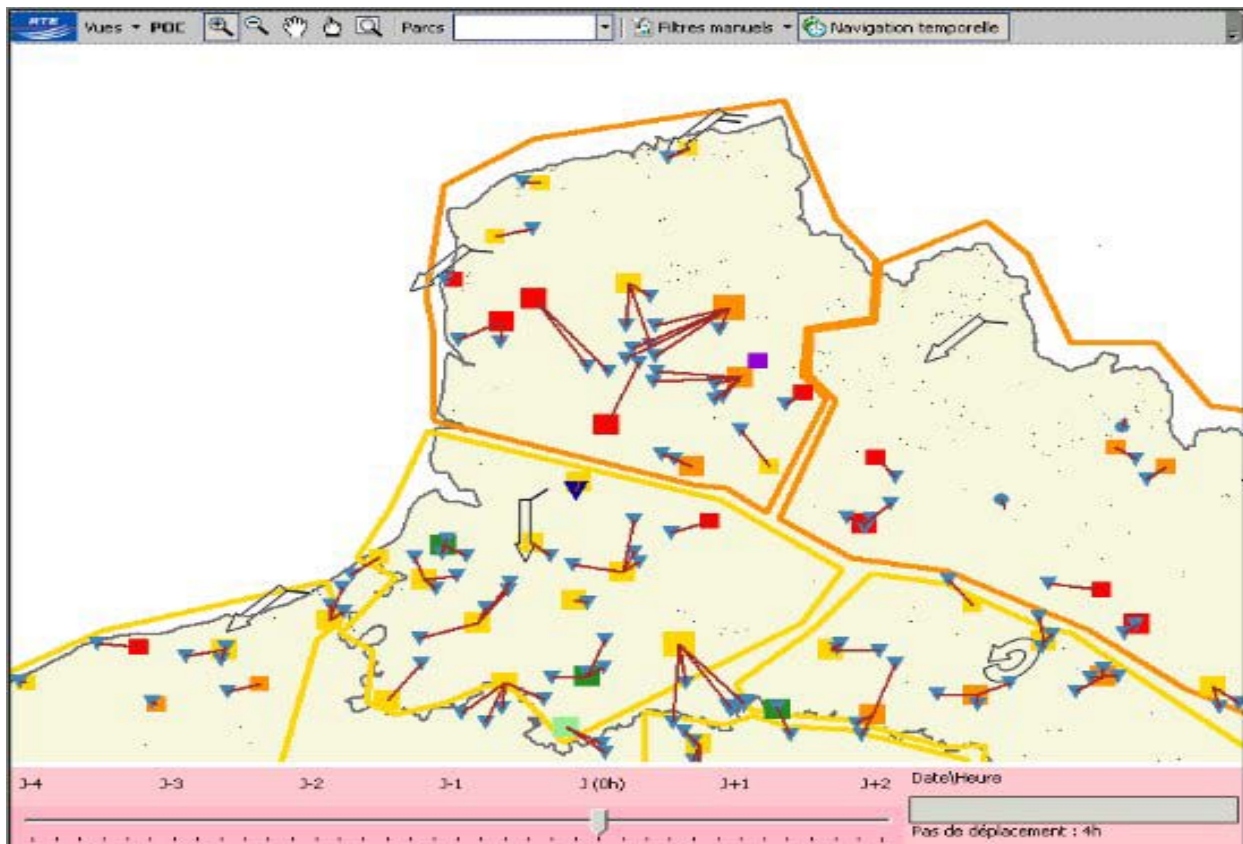 RTE Vues POC Parcs Filtres manuels Navigation temporelle
J-4 J-3 J-2 J-1 J (0h) J+1 J+2 Date\Heure
Pas de déplacement : 4h